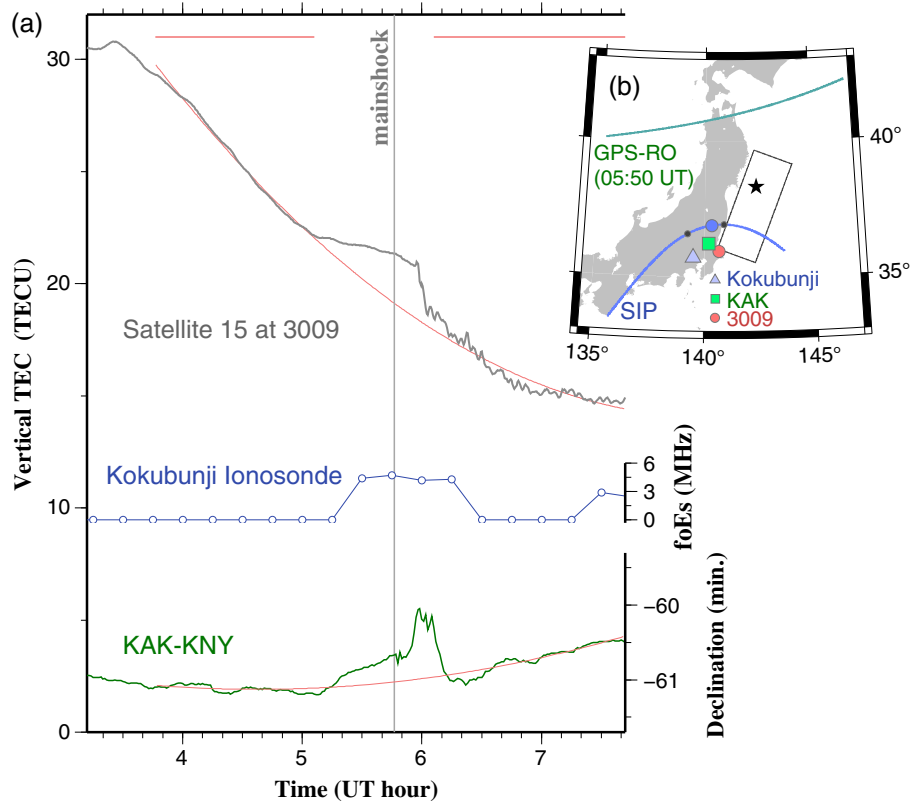 (a)
30
20
10
0
Vertical TEC (TECU)
mainshock
Satellite 15 at 3009
Kokubunji Ionosonde
6
3
0
foEs (MHz)
KAK-KNY
−60
−61
Declination (min.)
4
5
6
7
Time (UT hour)
(b)
GPS-RO
(05:50 UT)
40°
35°
SIP
Kokubunji
KAK
3009
135°
140°
145°